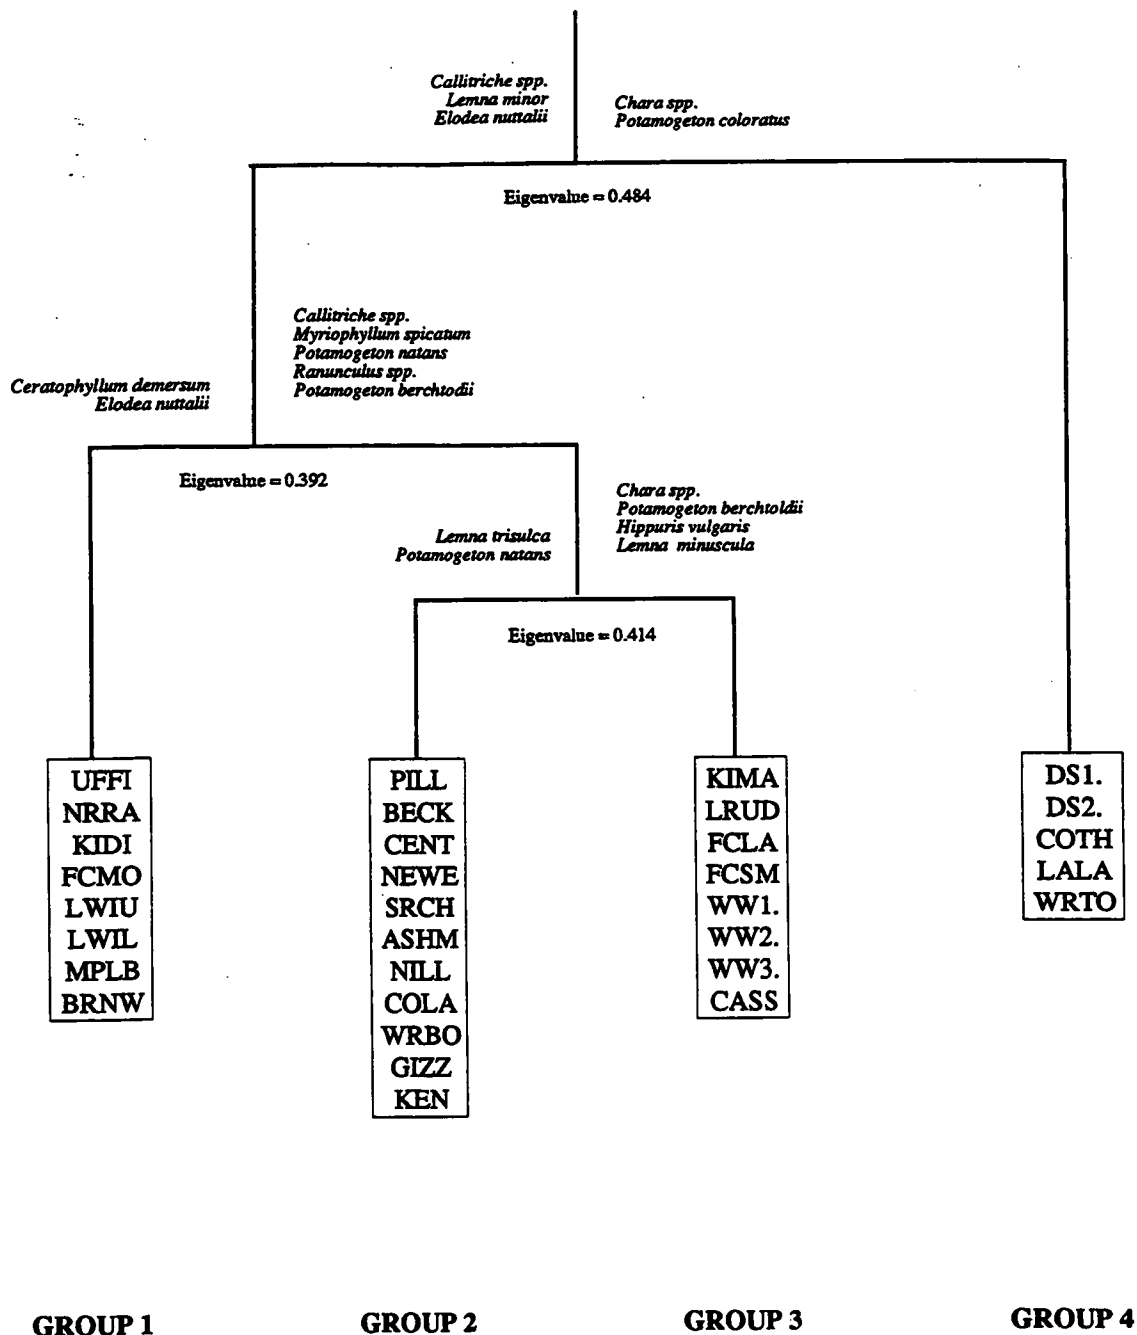 Callitriche spp.
Lemna minor
Elodea nuttalii
Chara spp.
Potamogeton coloratus
Eigenvalue = 0.484
Callitriche spp.
Myriophyllum spicatum
Potamogeton natans
Ranunculus spp.
Potamogeton berchtodii
Ceratophyllum demersum
Elodea nuttalii
Eigenvalue = 0.392
Chara spp.
Potamogeton berchtoldii
Hippuris vulgaris
Lemna minuscula
Lemna trisulca
Potamogeton natans
Eigenvalue = 0.414
UFFI
NRRA
KIDI
FCMO
LWIU
LWIL
MPLB
BRNW
PILL
BECK
CENT
NEWE
SRCH
ASHM
NILL
COLA
WRBO
GIZZ
KEN
KIMA
LRUD
FCLA
FCSM
WW1.
WW2.
WW3.
CASS
DS1.
DS2.
COTH
LALA
WRTO
GROUP 1
GROUP 2
GROUP 3
GROUP 4